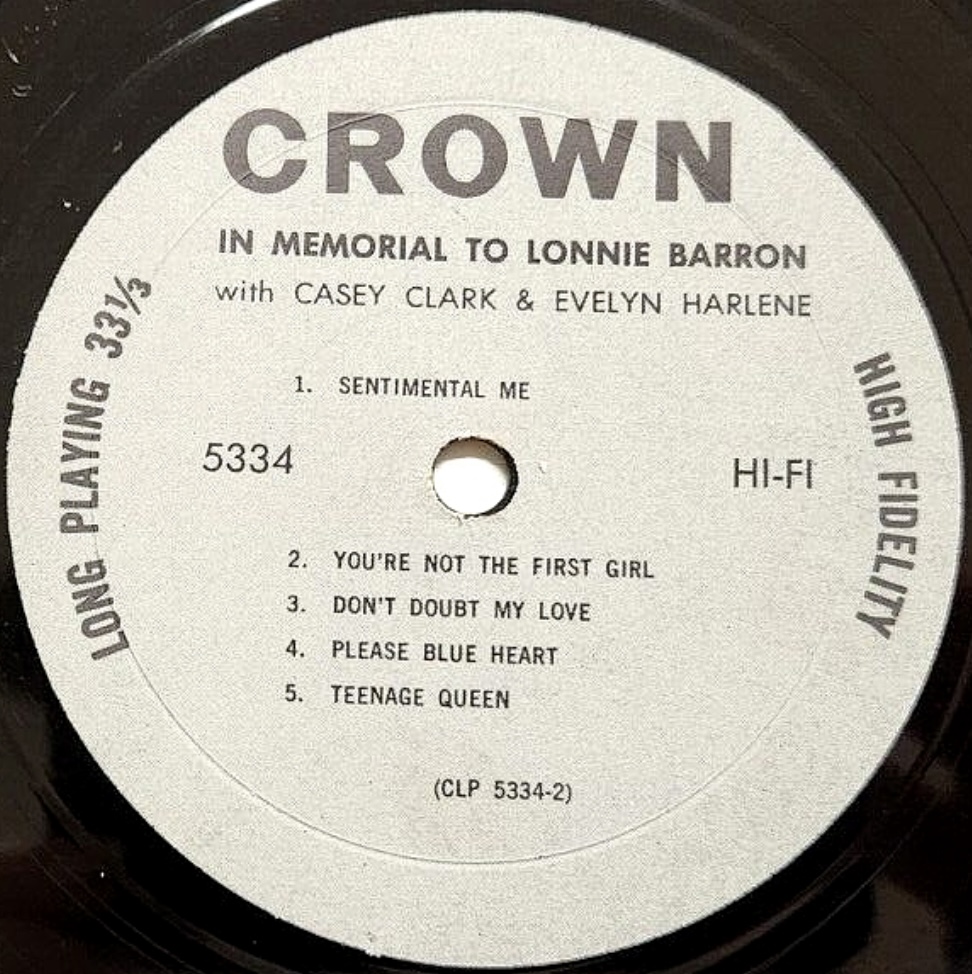 CROWN
IN MEMORIAL TO LONNIE BARRON
with CASEY CLARK & EVELYN HARLENE
LONG PLAYING 33⅓
HIGH FIDELITY
1. SENTIMENTAL ME
5334
HI-FI
2. YOU'RE NOT THE FIRST GIRL
3. DON'T DOUBT MY LOVE
4. PLEASE BLUE HEART
5. TEENAGE QUEEN
(CLP 5334-2)